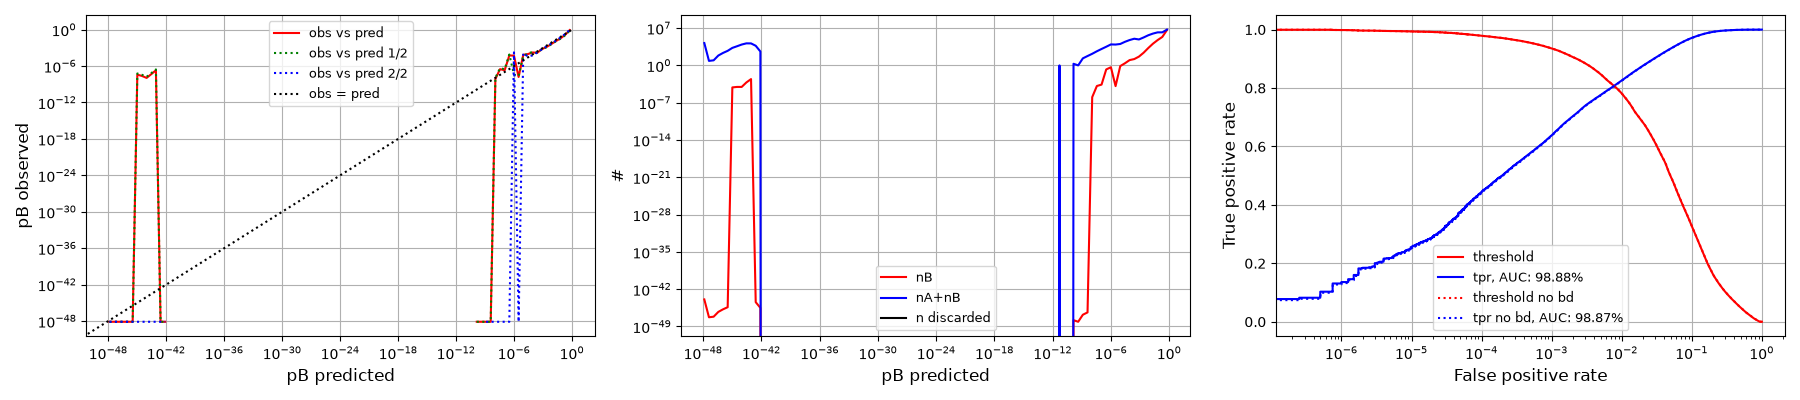 10^0
10^-6
10^-12
10^-18
10^-24
10^-30
10^-36
10^-42
10^-48
pB observed
obs vs pred
obs vs pred 1/2
obs vs pred 2/2
obs = pred
10^-48 10^-42 10^-36 10^-30 10^-24 10^-18 10^-12 10^-6 10^0
pB predicted
10^7
10^0
10^-7
10^-14
10^-21
10^-28
10^-35
10^-42
10^-49
#
nB
nA+nB
n discarded
10^-48 10^-42 10^-36 10^-30 10^-24 10^-18 10^-12 10^-6 10^0
pB predicted
1.0
0.8
0.6
0.4
0.2
0.0
True positive rate
threshold
tpr, AUC: 98.88%
threshold no bd
tpr no bd, AUC: 98.87%
10^-6 10^-5 10^-4 10^-3 10^-2 10^-1 10^0
False positive rate